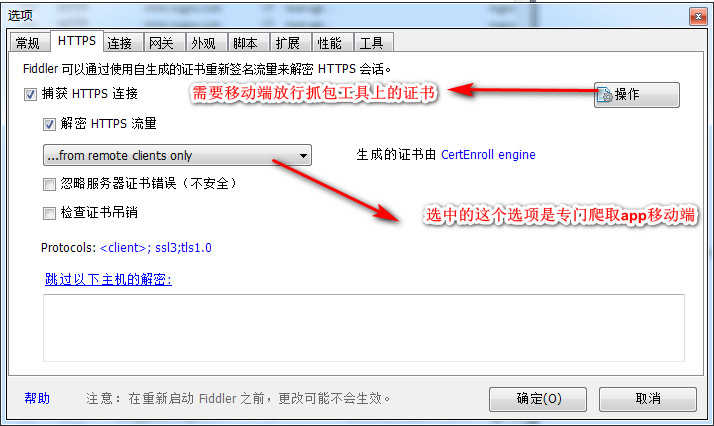 选项
常规 HTTPS 连接 网关 外观 脚本 扩展 性能 工具
Fiddler 可以通过使用自生成的证书重新签名流量来解密 HTTPS 会话。
捕获 HTTPS 连接
需要移动端放行抓包工具上的证书
操作
解密 HTTPS 流量
...from remote clients only
生成的证书由 CertEnroll engine
忽略服务器证书错误（不安全）
选中的这个选项是专门爬取app移动端
检查证书吊销
Protocols: <client>; ssl3;tls1.0
跳过以下主机的解密:
帮助
注意：在重新启动 Fiddler 之前，更改可能不会生效。
确定(O)
取消